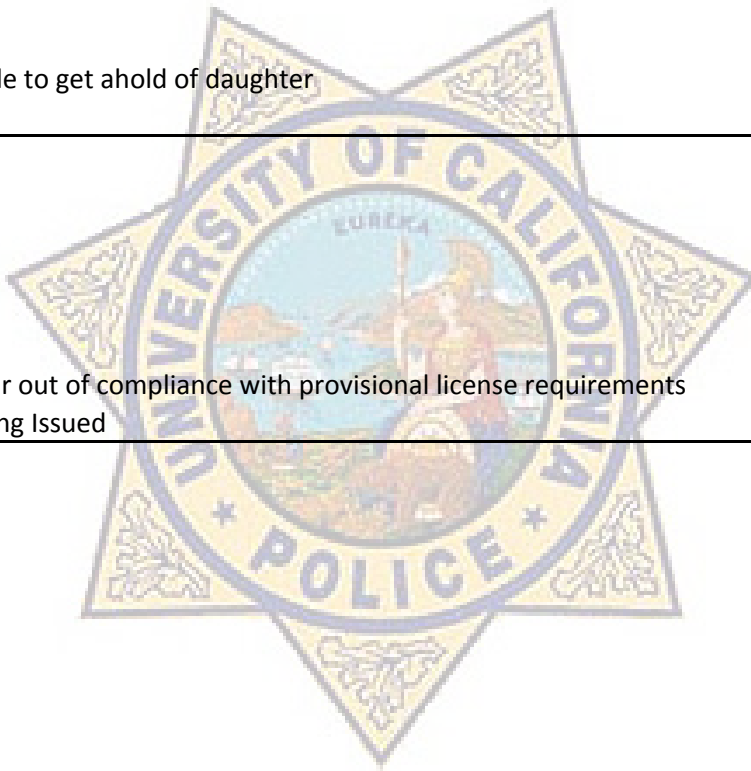 le to get ahold of daughter
UNIVERSITY OF CALIFORNIA
EUREKA
r out of compliance with provisional license requirements
ng Issued
POLICE